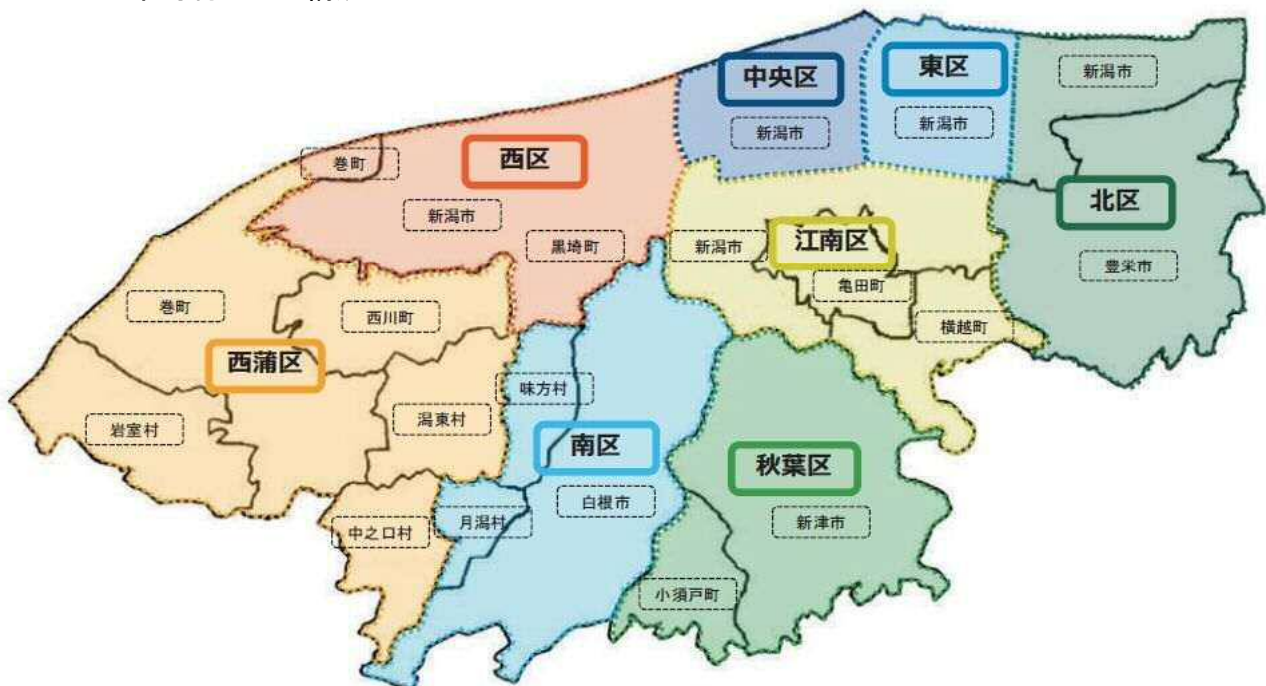 中央区
東区
新潟市
新潟市
新潟市
巻町
西区
北区
新潟市
黒埼町
新潟市
江南区
豊栄市
亀田町
巻町
西川町
横越町
西蒲区
味方村
岩室村
潟東村
南区
秋葉区
白根市
中之口村
月潟村
新津市
小須戸町